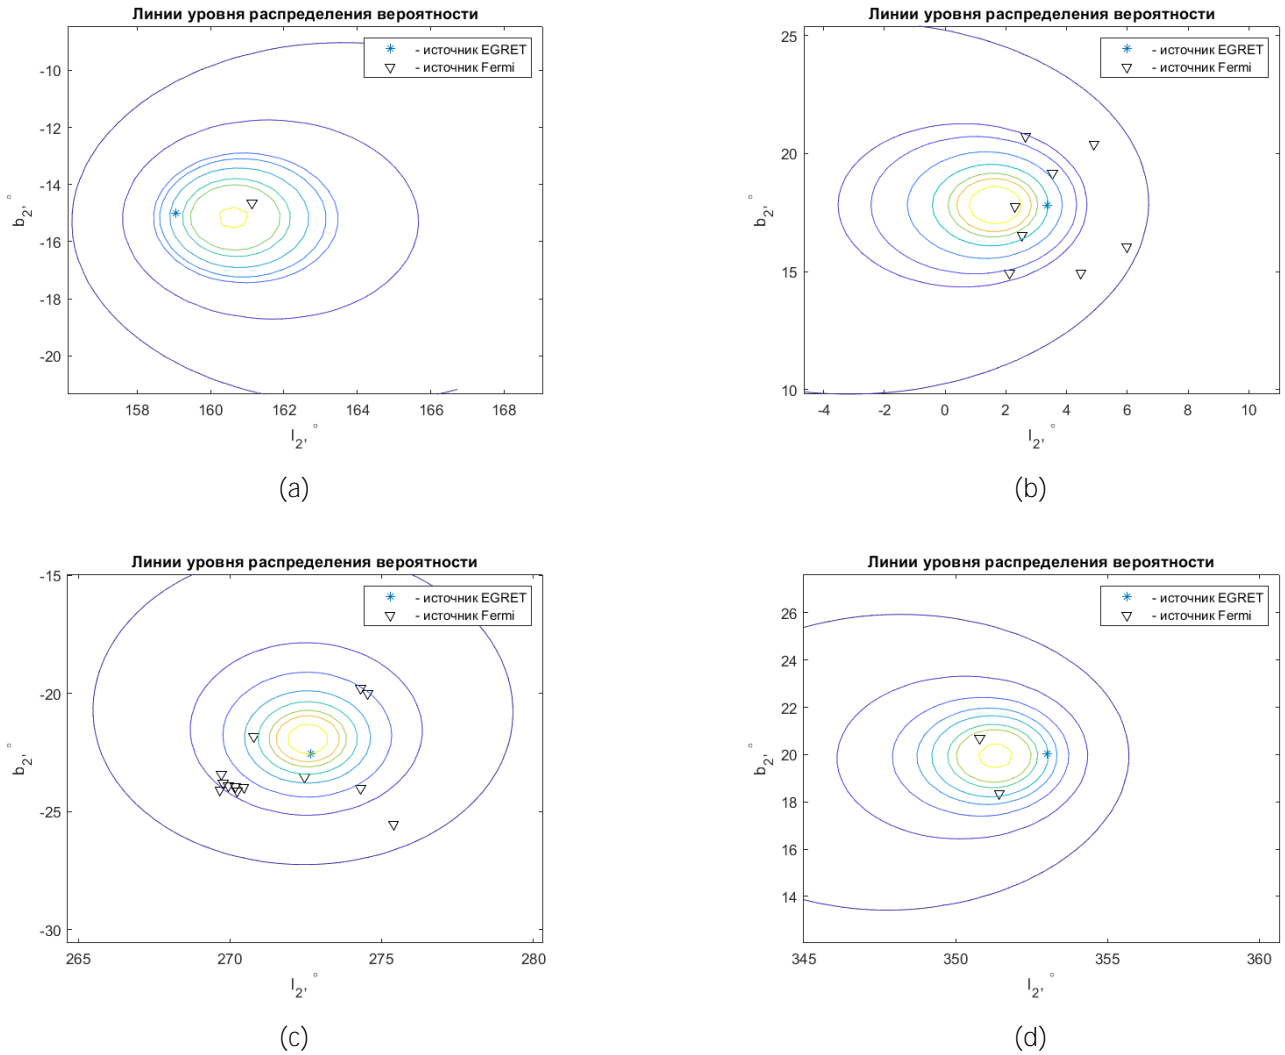 Линии уровня распределения вероятности
* - источник EGRET
▽ - источник Fermi
-10
-12
-14
-16
-18
-20
b2, °
158 160 162 164 166 168
l2, °
(a)
Линии уровня распределения вероятности
* - источник EGRET
▽ - источник Fermi
25
20
15
10
b2, °
-4 -2 0 2 4 6 8 10
l2, °
(b)
Линии уровня распределения вероятности
* - источник EGRET
▽ - источник Fermi
-15
-20
-25
-30
b2, °
265 270 275 280
l2, °
(c)
Линии уровня распределения вероятности
* - источник EGRET
▽ - источник Fermi
26
24
22
20
18
16
14
b2, °
345 350 355 360
l2, °
(d)